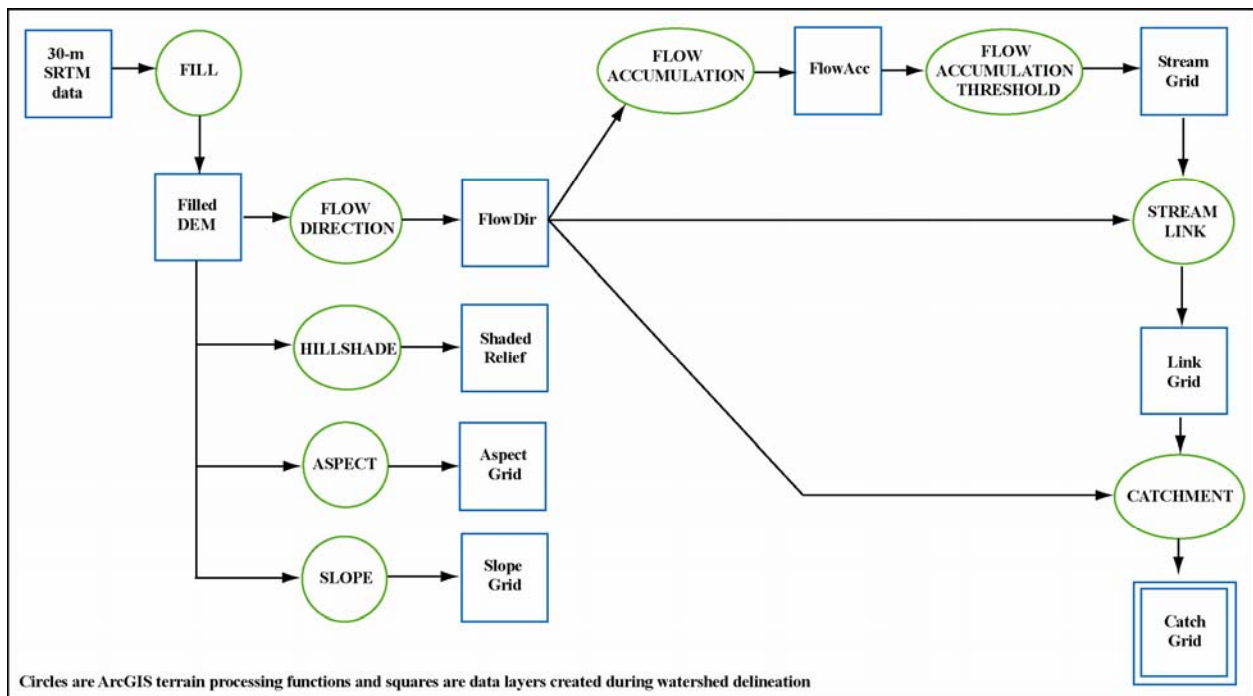 30-m
SRTM
data
FILL
FLOW
ACCUMULATION
FlowAcc
FLOW
ACCUMULATION
THRESHOLD
Stream
Grid
Filled
DEM
FLOW
DIRECTION
FlowDir
STREAM
LINK
HILLSHADE
Shaded
Relief
Link
Grid
ASPECT
Aspect
Grid
CATCHMENT
SLOPE
Slope
Grid
Catch
Grid
Circles are ArcGIS terrain processing functions and squares are data layers created during watershed delineation